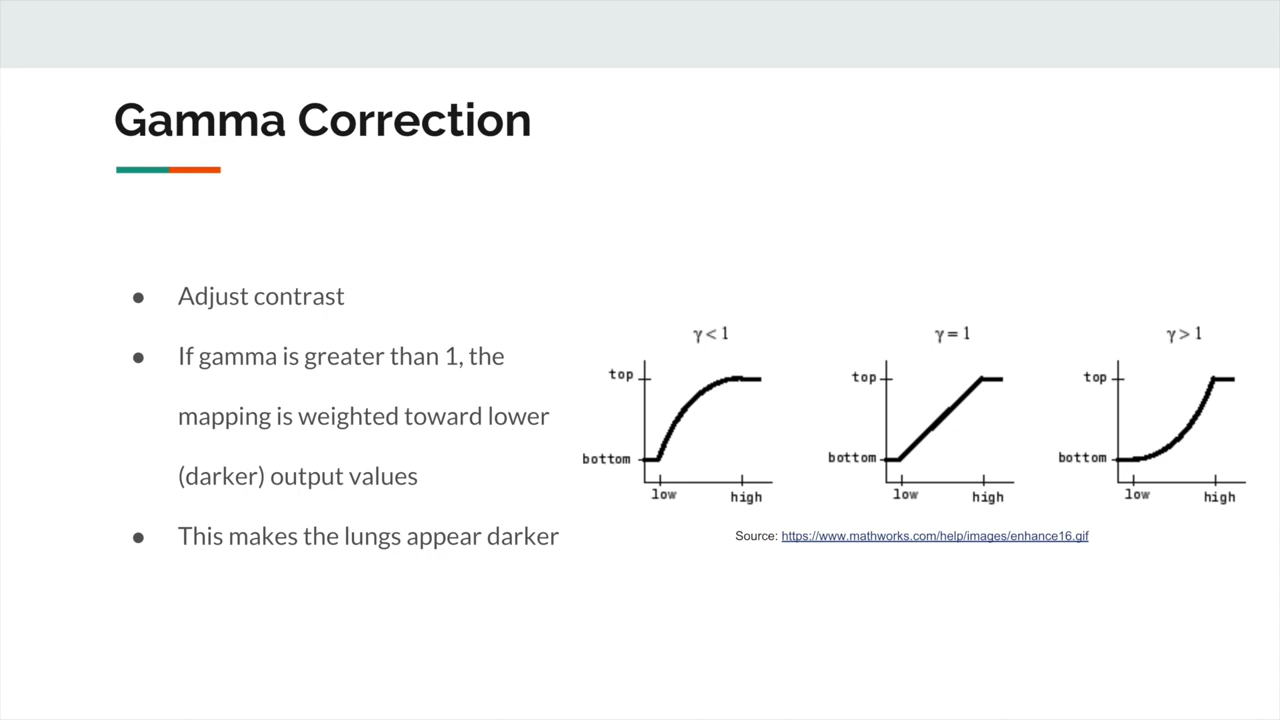 Gamma Correction
● Adjust contrast
● If gamma is greater than 1, the
mapping is weighted toward lower
(darker) output values
● This makes the lungs appear darker
γ < 1
top
bottom
low
high
γ = 1
top
bottom
low
high
γ > 1
top
bottom
low
high
Source: https://www.mathworks.com/help/images/enhance16.gif